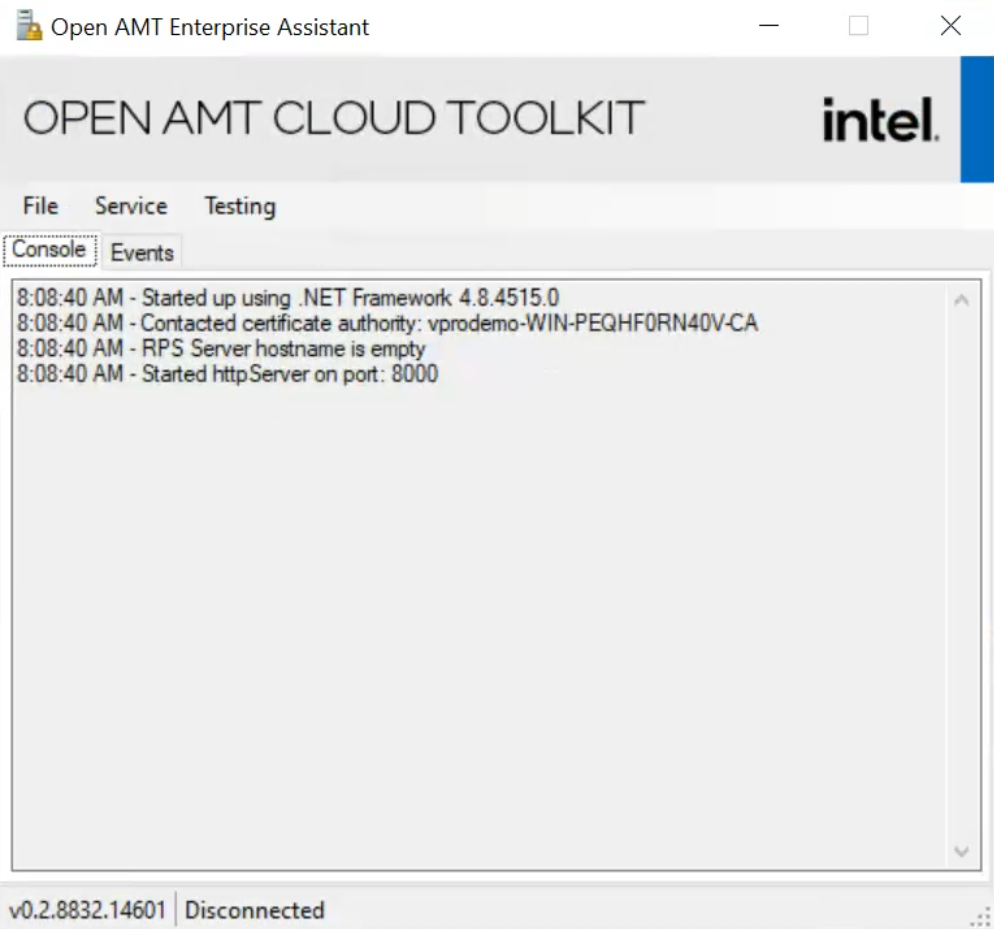 Open AMT Enterprise Assistant
OPEN AMT CLOUD TOOLKIT
intel.
File Service Testing
Console Events
8:08:40 AM - Started up using .NET Framework 4.8.4515.0
8:08:40 AM - Contacted certificate authority: vprodemo-WIN-PEQHF0RN40V-CA
8:08:40 AM - RPS Server hostname is empty
8:08:40 AM - Started httpServer on port: 8000
v0.2.8832.14601 Disconnected